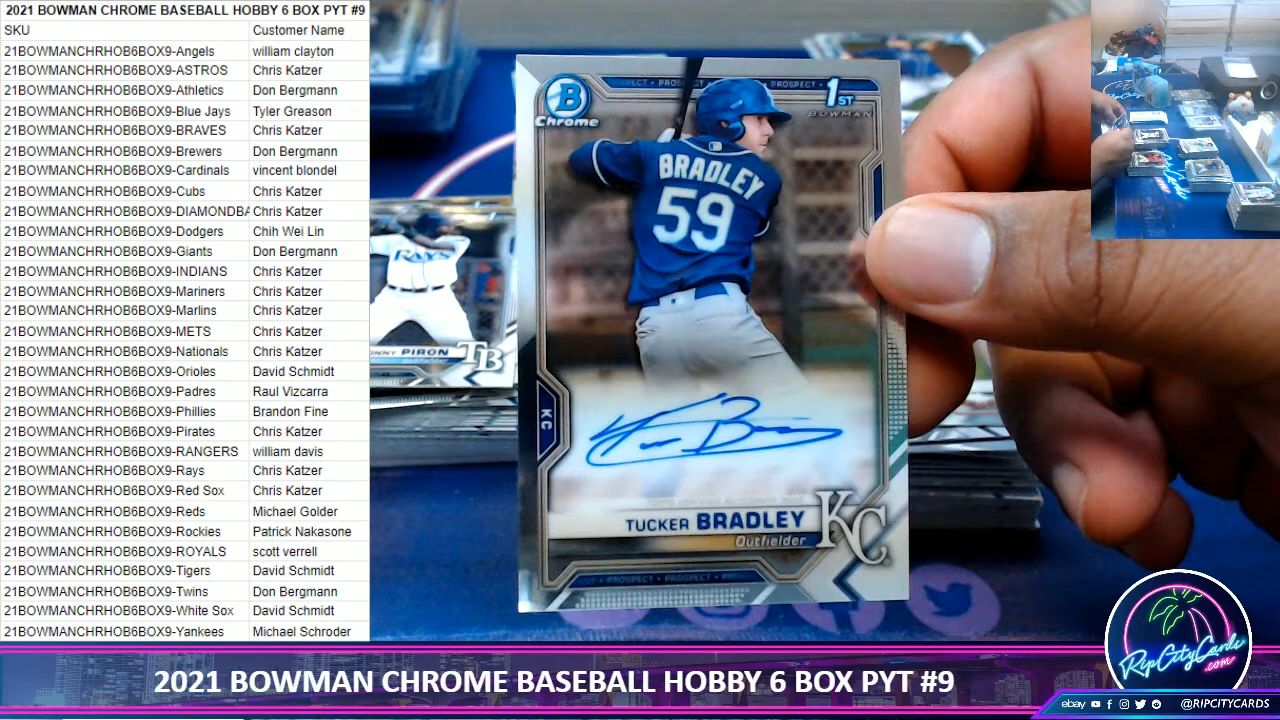 2021 BOWMAN CHROME BASEBALL HOBBY 6 BOX PYT #9
SKU Customer Name
21BOWMANCHRHOB6BOX9-Angels william clayton
21BOWMANCHRHOB6BOX9-ASTROS Chris Katzer
21BOWMANCHRHOB6BOX9-Athletics Don Bergmann
21BOWMANCHRHOB6BOX9-Blue Jays Tyler Greason
21BOWMANCHRHOB6BOX9-BRAVES Chris Katzer
21BOWMANCHRHOB6BOX9-Brewers Don Bergmann
21BOWMANCHRHOB6BOX9-Cardinals vincent blondel
21BOWMANCHRHOB6BOX9-Cubs Chris Katzer
21BOWMANCHRHOB6BOX9-DIAMONDBA Chris Katzer
21BOWMANCHRHOB6BOX9-Dodgers Chih Wei Lin
21BOWMANCHRHOB6BOX9-Giants Don Bergmann
21BOWMANCHRHOB6BOX9-INDIANS Chris Katzer
21BOWMANCHRHOB6BOX9-Mariners Chris Katzer
21BOWMANCHRHOB6BOX9-Marlins Chris Katzer
21BOWMANCHRHOB6BOX9-METS Chris Katzer
21BOWMANCHRHOB6BOX9-Nationals Chris Katzer
21BOWMANCHRHOB6BOX9-Orioles David Schmidt
21BOWMANCHRHOB6BOX9-Padres Raul Vizcarra
21BOWMANCHRHOB6BOX9-Phillies Brandon Fine
21BOWMANCHRHOB6BOX9-Pirates Chris Katzer
21BOWMANCHRHOB6BOX9-RANGERS william davis
21BOWMANCHRHOB6BOX9-Rays Chris Katzer
21BOWMANCHRHOB6BOX9-Red Sox Chris Katzer
21BOWMANCHRHOB6BOX9-Reds Michael Golder
21BOWMANCHRHOB6BOX9-Rockies Patrick Nakasone
21BOWMANCHRHOB6BOX9-ROYALS scott verrell
21BOWMANCHRHOB6BOX9-Tigers David Schmidt
21BOWMANCHRHOB6BOX9-Twins Don Bergmann
21BOWMANCHRHOB6BOX9-White Sox David Schmidt
21BOWMANCHRHOB6BOX9-Yankees Michael Schroder
RAYS
PIRON
TB
B
Chrome
PROSPECT
1ST
BOWMAN
BRADLEY
59
KC
TUCKER BRADLEY
Outfielder
KC
PROSPECT • PROSPECT
RipCityCards
.com
2021 BOWMAN CHROME BASEBALL HOBBY 6 BOX PYT #9
ebay @RIPCITYCARDS